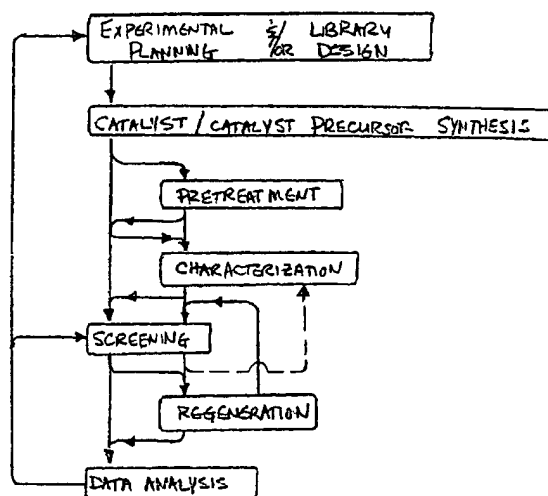 EXPERIMENTAL &/ LIBRARY
PLANNING /OR DESIGN
CATALYST/CATALYST PRECURSOR SYNTHESIS
PRETREATMENT
CHARACTERIZATION
SCREENING
REGENERATION
DATA ANALYSIS